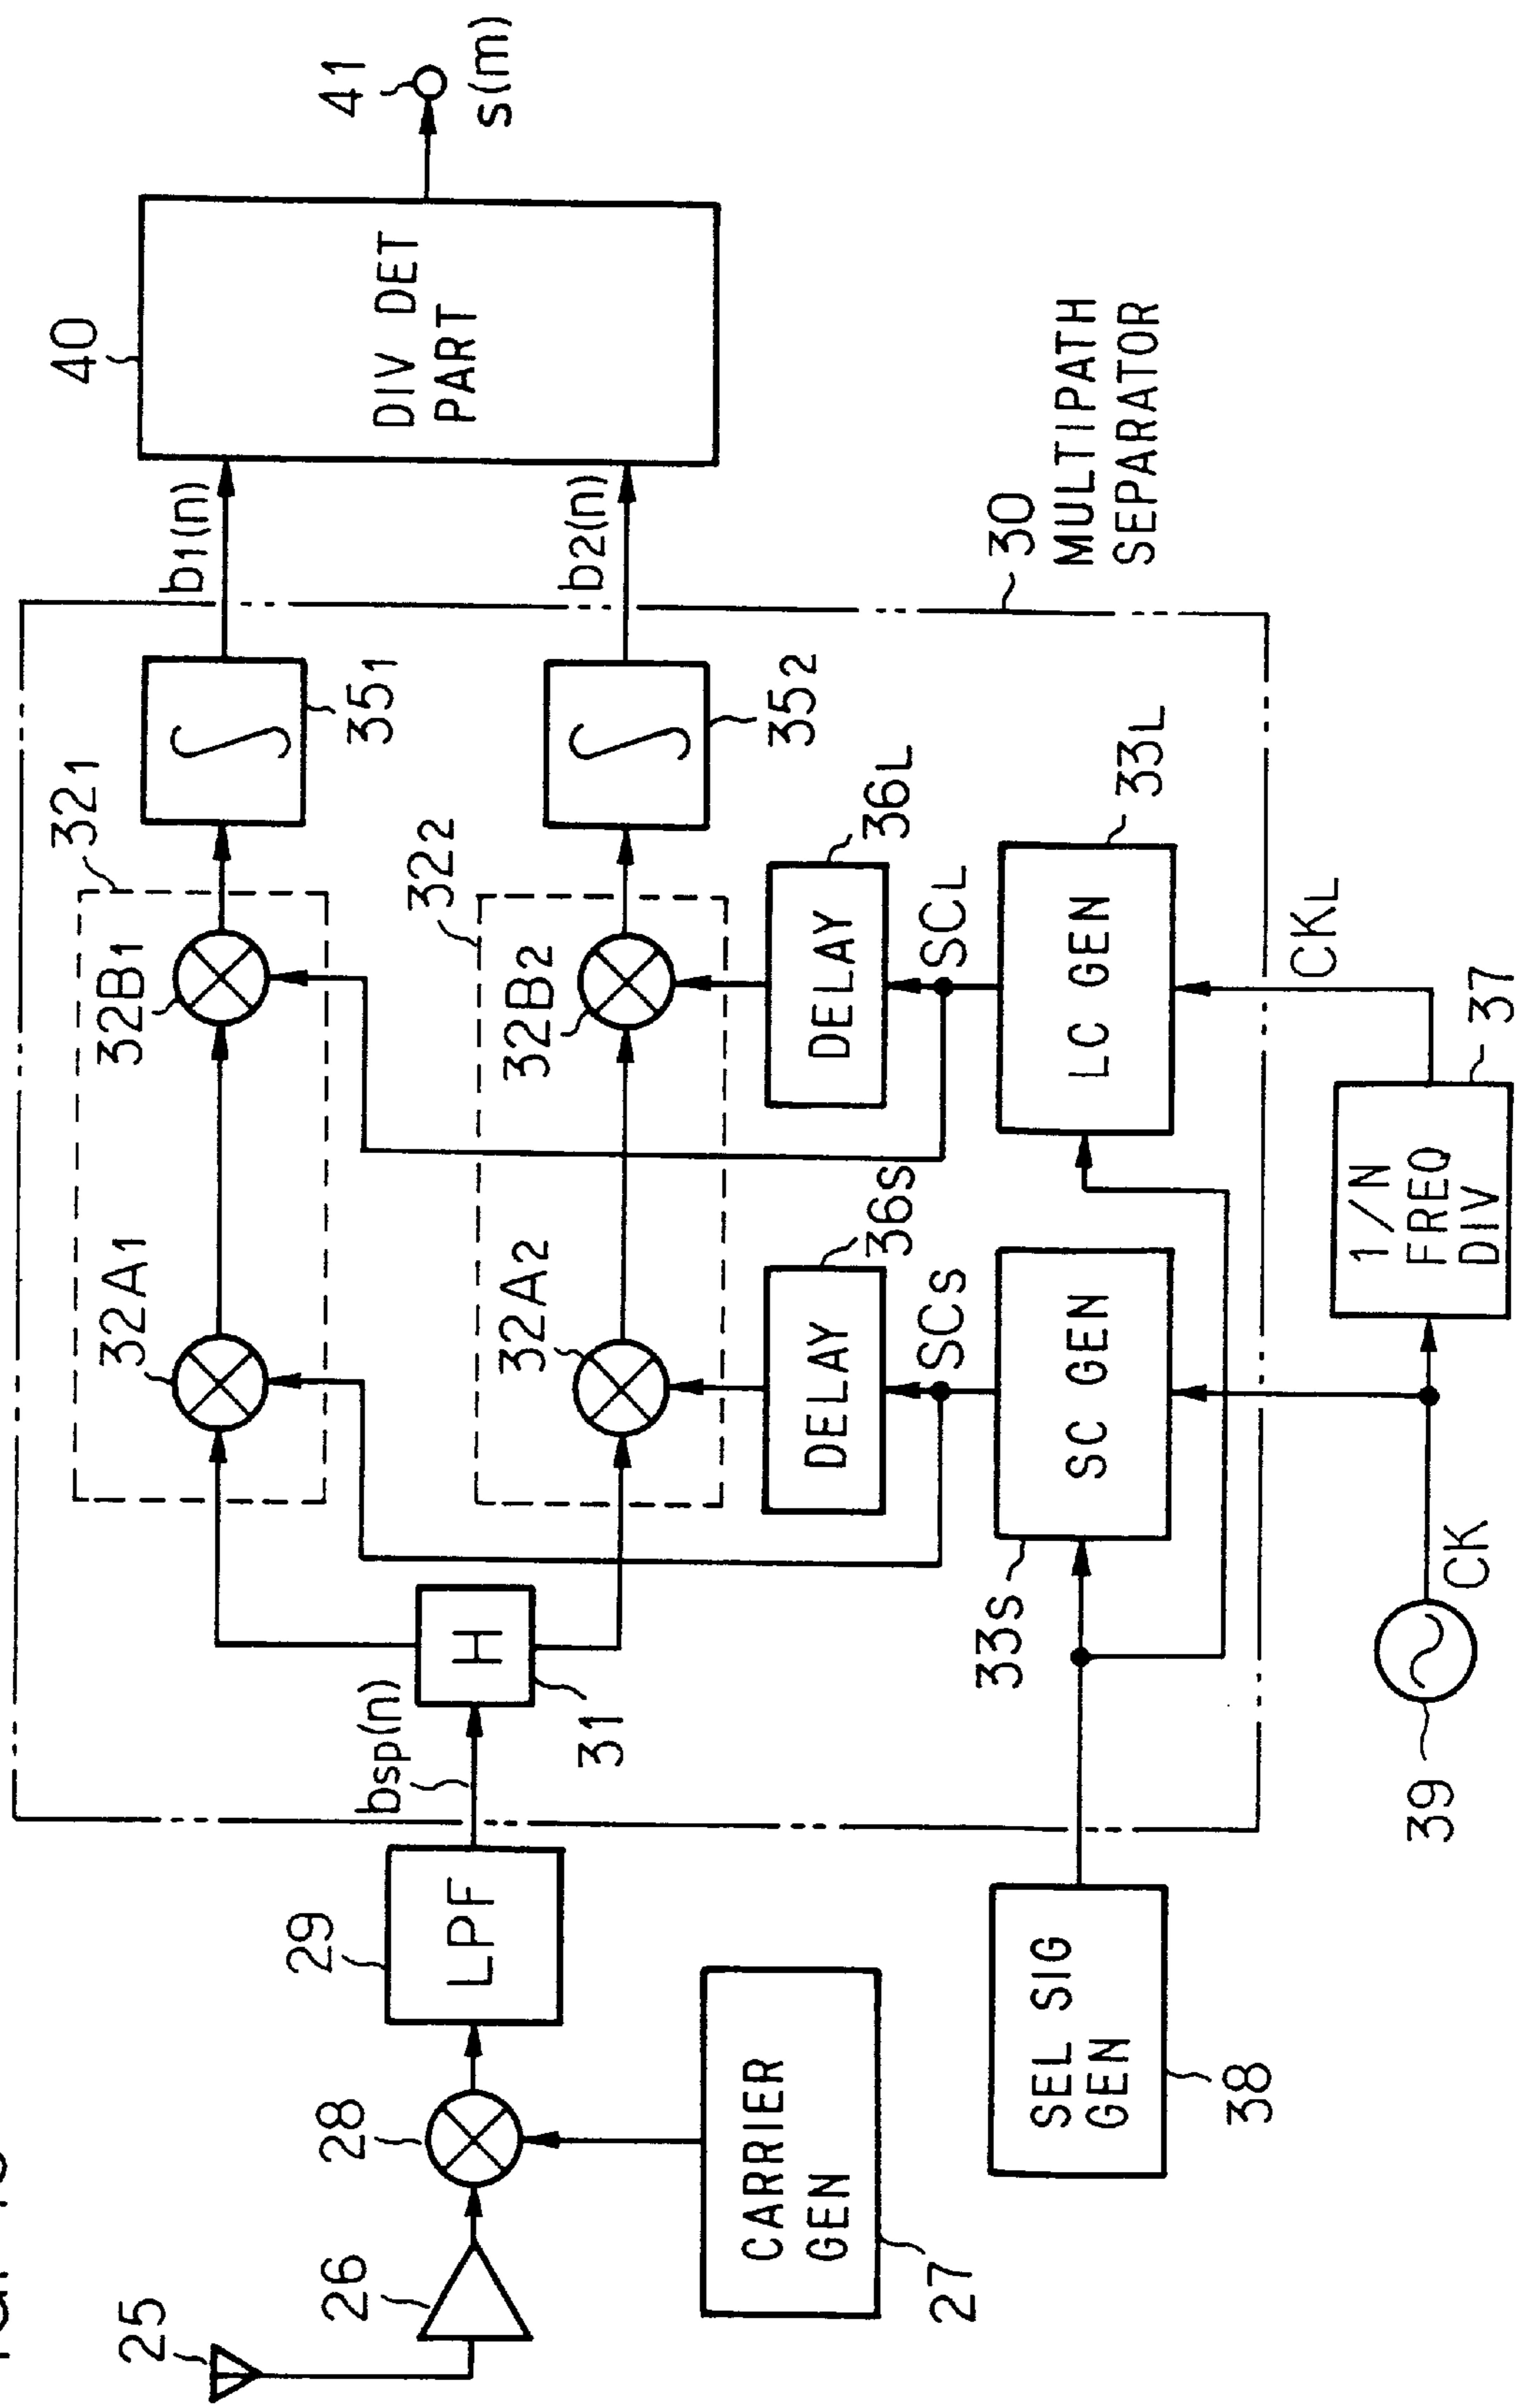 25
26
28
29
LPF
CARRIER
GEN
27
bsp(n)
H
31
321
32A1
32B1
351
b1(n)
322
32A2
32B2
352
b2(n)
40
DIV DET
PART
41
s(m)
DELAY
36S
DELAY
36L
SCS
SCL
33S
SC GEN
LC GEN
33L
30
MULTIPATH
SEPARATOR
SEL SIG
GEN
38
39
CK
1/N
FREQ
DIV
37
CKL